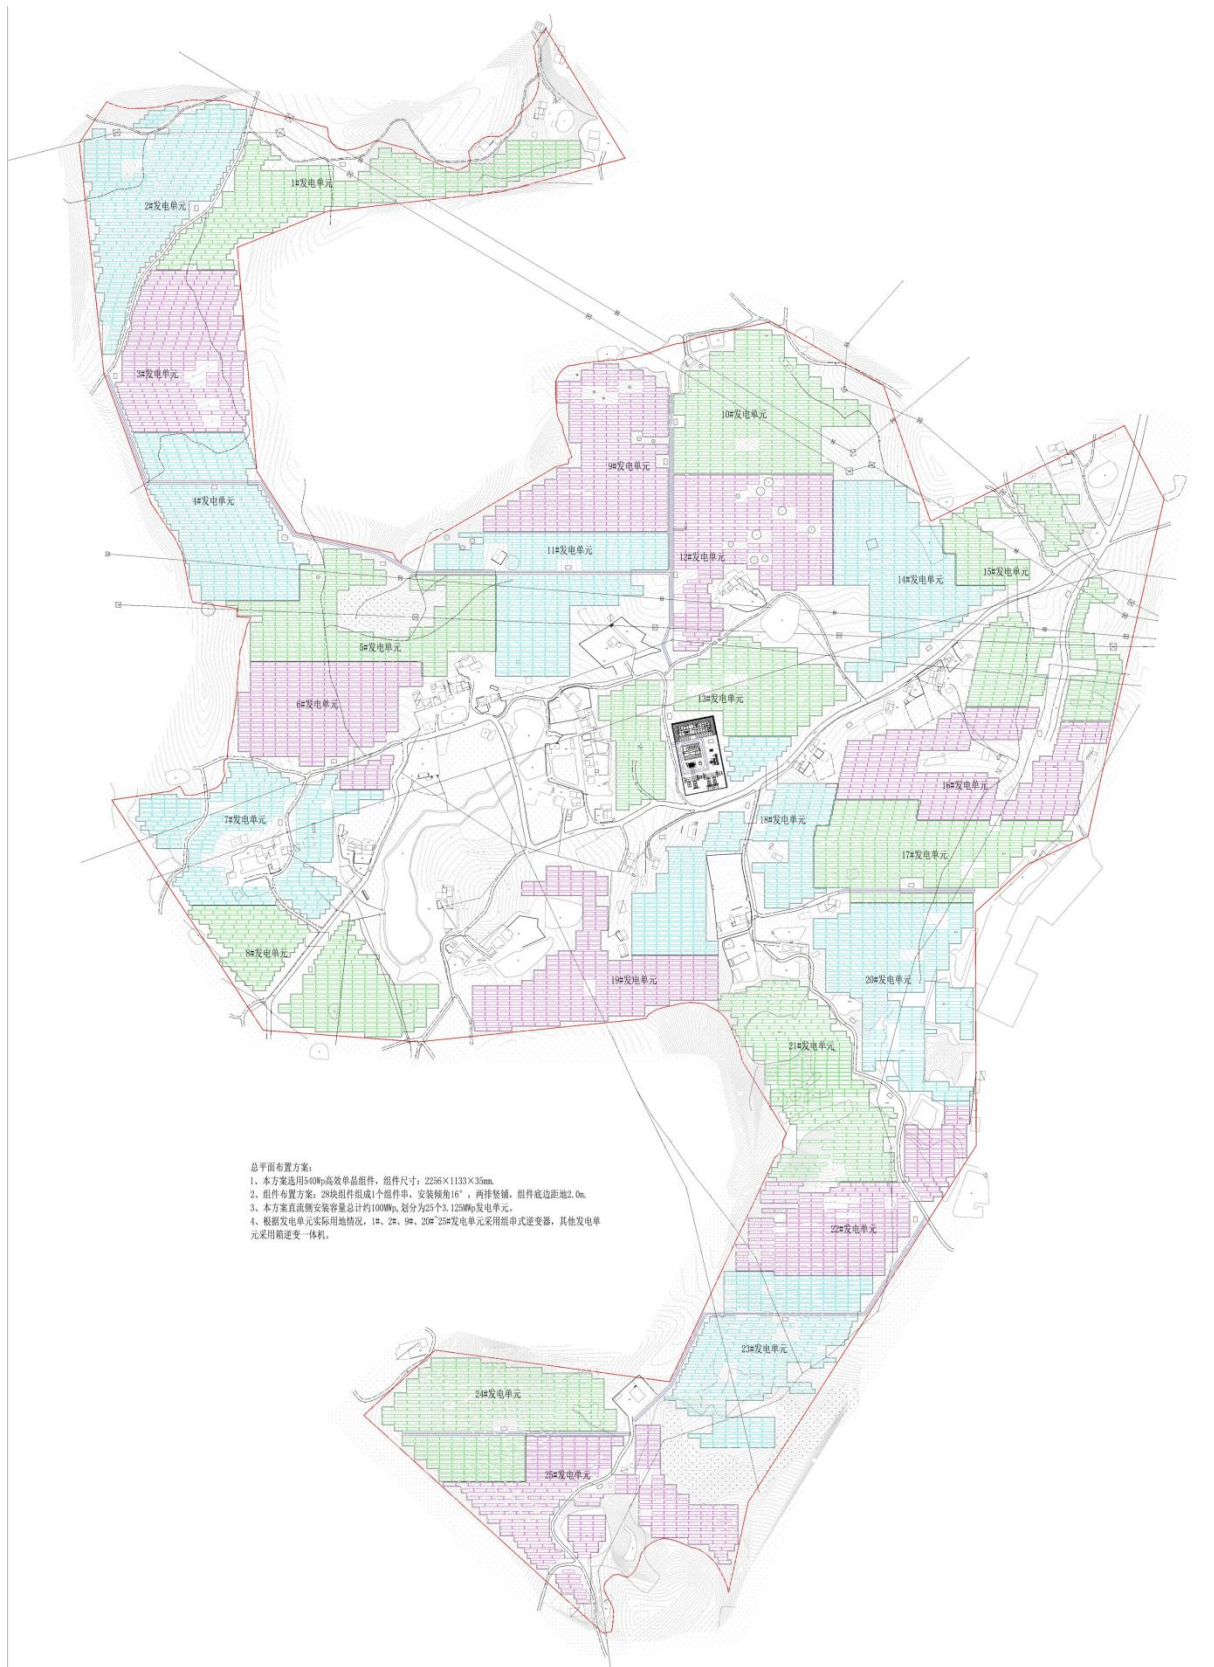 1#发电单元
2#发电单元
3#发电单元
10#发电单元
9#发电单元
4#发电单元
11#发电单元
12#发电单元
15#发电单元
14#发电单元
5#发电单元
13#发电单元
6#发电单元
16#发电单元
7#发电单元
18#发电单元
17#发电单元
8#发电单元
19#发电单元
20#发电单元
21#发电单元
总平面布置方案:
1、本方案选用540Wp高效单晶组件, 组件尺寸: 2256×1133×35mm。
2、组件布置方案: 28块组件组成1个组件串, 安装倾角16°, 两排竖铺, 组件底边距地2.0m。
3、本方案直流侧安装容量总计约100MWp, 划分为25个3.125MWp发电单元。
4、根据发电单元实际用地情况, 1#、2#、9#、20#~25#发电单元采用组串式逆变器, 其他发电单
元采用箱逆变一体机。
22#发电单元
23#发电单元
24#发电单元
25#发电单元